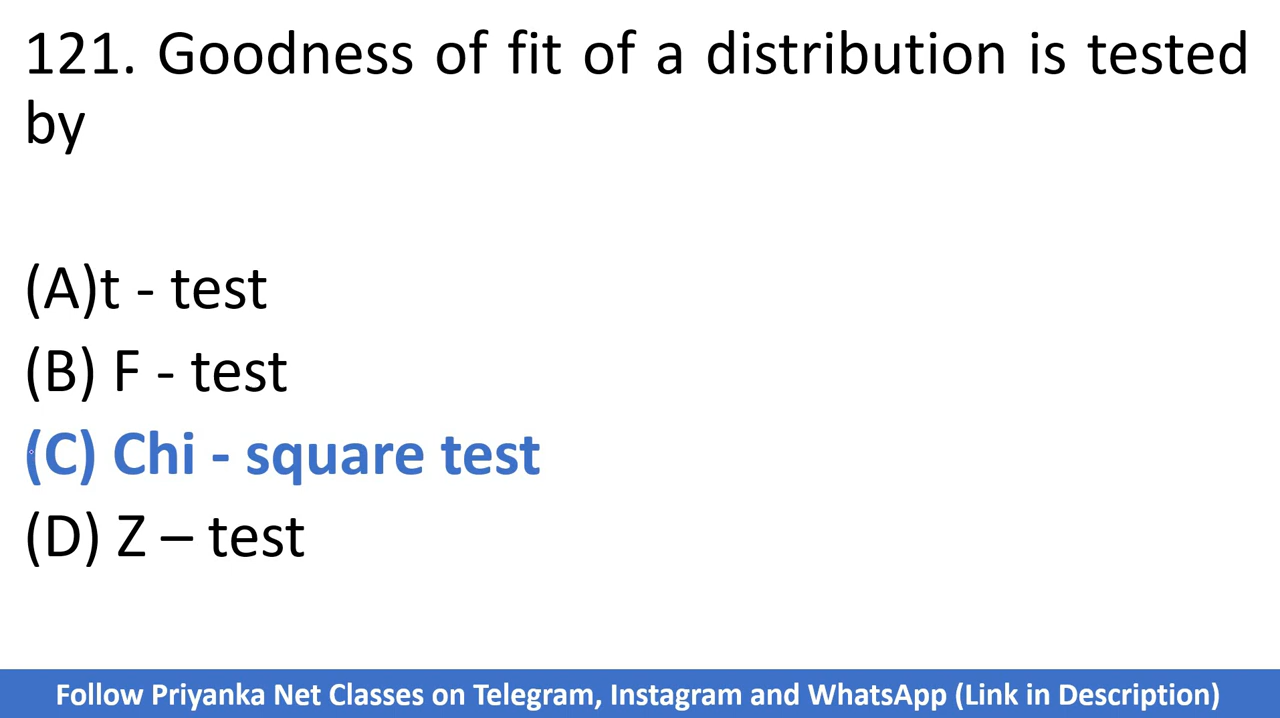 121. Goodness of fit of a distribution is tested
by
(A)t - test
(B) F - test
(C) Chi - square test
(D) Z – test
Follow Priyanka Net Classes on Telegram, Instagram and WhatsApp (Link in Description)